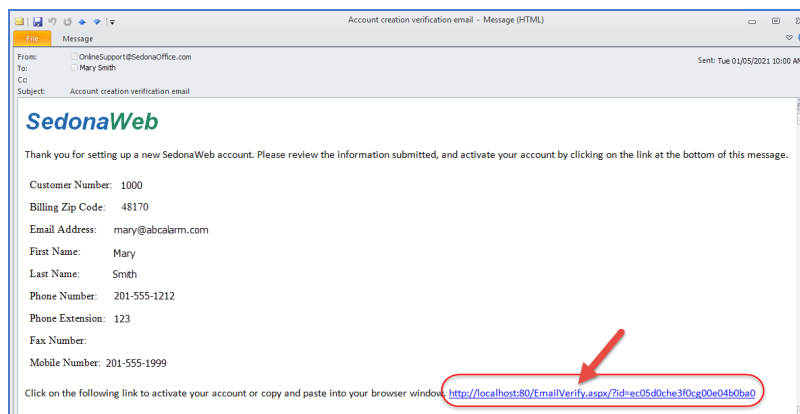 Account creation verification email - Message (HTML)
File Message
From: OnlineSupport@SedonaOffice.com Sent: Tue 01/05/2021 10:00 AM
To: Mary Smith
Cc:
Subject: Account creation verification email
SedonaWeb
Thank you for setting up a new SedonaWeb account. Please review the information submitted, and activate your account by clicking on the link at the bottom of this message.
Customer Number: 1000
Billing Zip Code: 48170
Email Address: mary@abcalarm.com
First Name: Mary
Last Name: Smith
Phone Number: 201-555-1212
Phone Extension: 123
Fax Number:
Mobile Number: 201-555-1999
Click on the following link to activate your account or copy and paste into your browser window. http://localhost:80/EmailVerify.aspx/?id=ec05d0che3f0cg00e04b0ba0